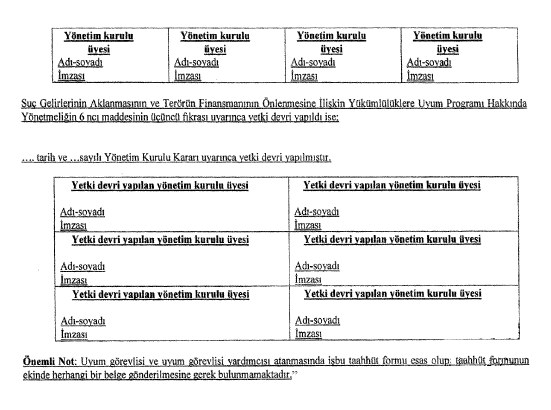 Yönetim kurulu üyesi Yönetim kurulu üyesi Yönetim kurulu üyesi Yönetim kurulu üyesi
Adı-soyadı Adı-soyadı Adı-soyadı Adı-soyadı
İmzası İmzası İmzası İmzası
Suç Gelirlerinin Aklanmasının ve Terörün Finansmanının Önlenmesine İlişkin Yükümlülüklere Uyum Programı Hakkında
Yönetmeliğin 6 ncı maddesinin üçüncü fıkrası uyarınca yetki devri yapıldı ise;
…. tarih ve …sayılı Yönetim Kurulu Kararı uyarınca yetki devri yapılmıştır.
Yetki devri yapılan yönetim kurulu üyesi Yetki devri yapılan yönetim kurulu üyesi
Adı-soyadı Adı-soyadı
İmzası İmzası
Yetki devri yapılan yönetim kurulu üyesi Yetki devri yapılan yönetim kurulu üyesi
Adı-soyadı Adı-soyadı
İmzası İmzası
Yetki devri yapılan yönetim kurulu üyesi Yetki devri yapılan yönetim kurulu üyesi
Adı-soyadı Adı-soyadı
İmzası İmzası
Önemli Not: Uyum görevlisi ve uyum görevlisi yardımcısı atanmasında işbu taahhüt formu esas olup; taahhüt formunun
ekinde herhangi bir belge gönderilmesine gerek bulunmamaktadır.”